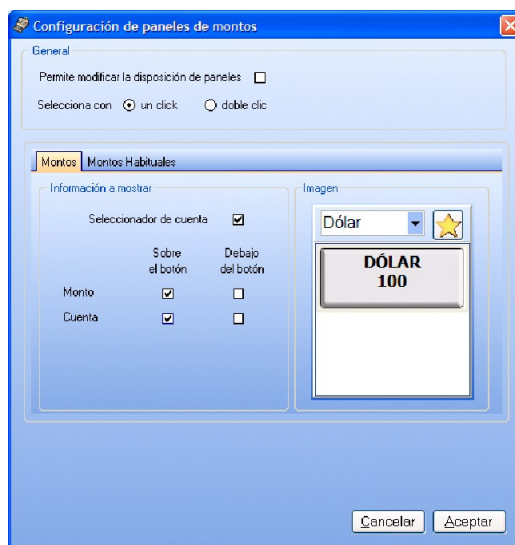 Configuración de paneles de montos
General
Permite modificar la disposición de paneles
Selecciona con un click doble clic
Montos Montos Habituales
Información a mostrar
Seleccionador de cuenta
Sobre el botón
Debajo del botón
Monto
Cuenta
Imagen
Dólar
DÓLAR
100
Cancelar Aceptar